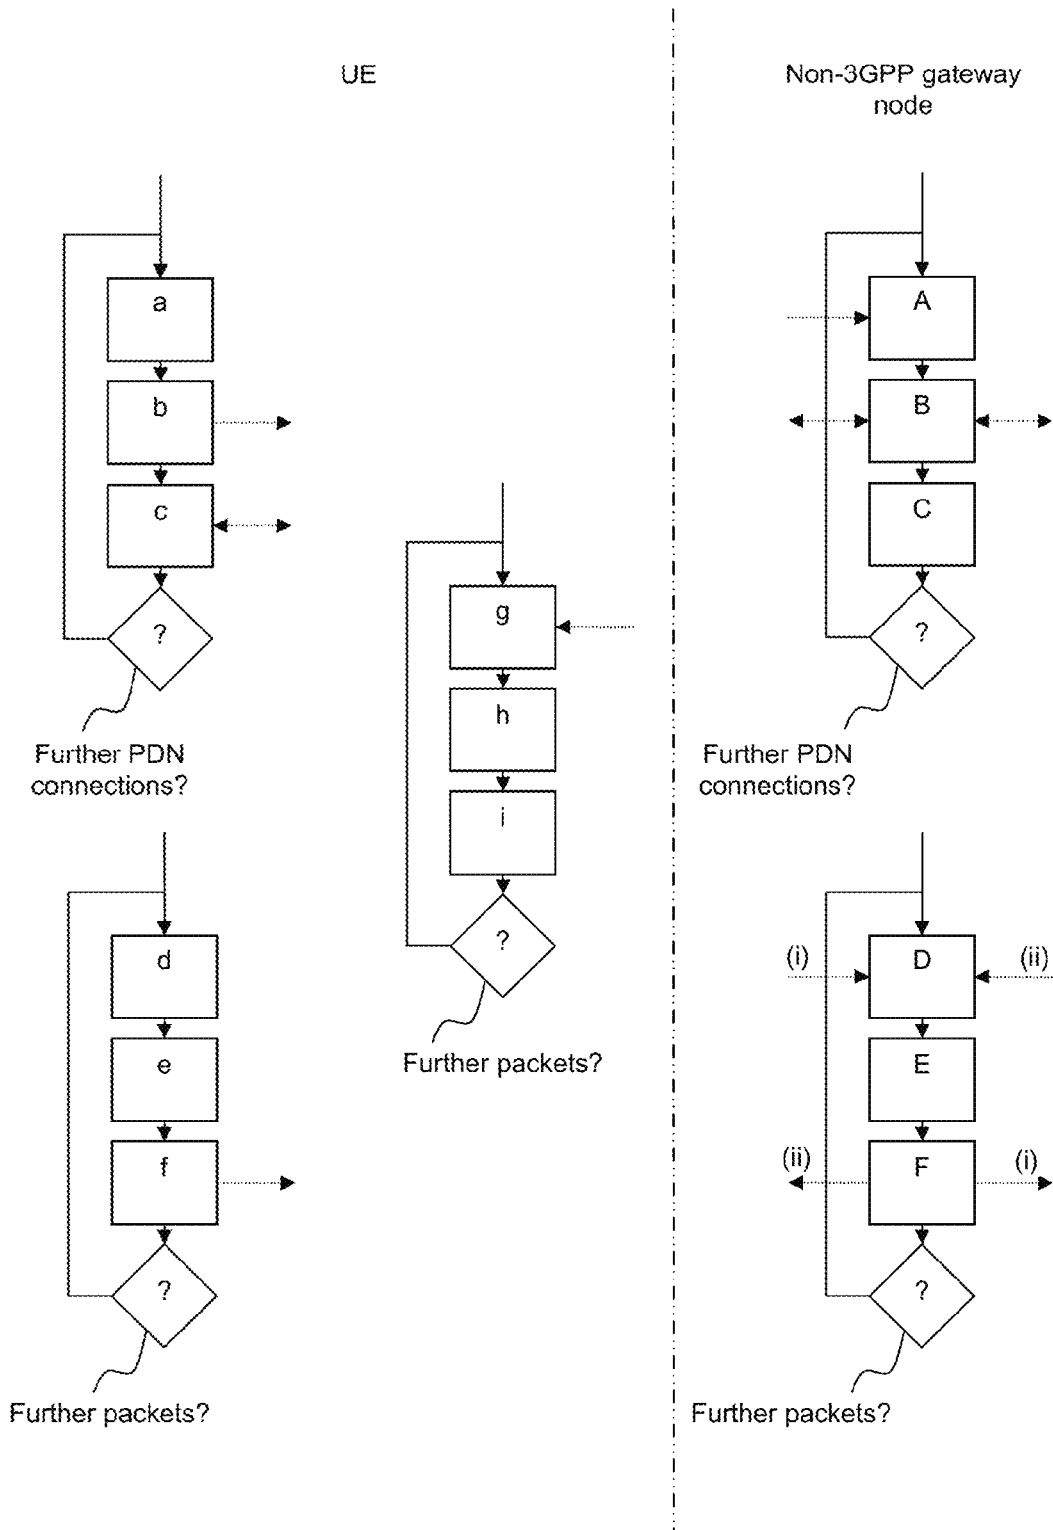 UE
Non-3GPP gateway
node
a
b
c
?
Further PDN
connections?
d
e
f
?
Further packets?
g
h
i
?
Further packets?
A
B
C
?
Further PDN
connections?
(i)
D
(ii)
E
(ii)
F
(i)
?
Further packets?